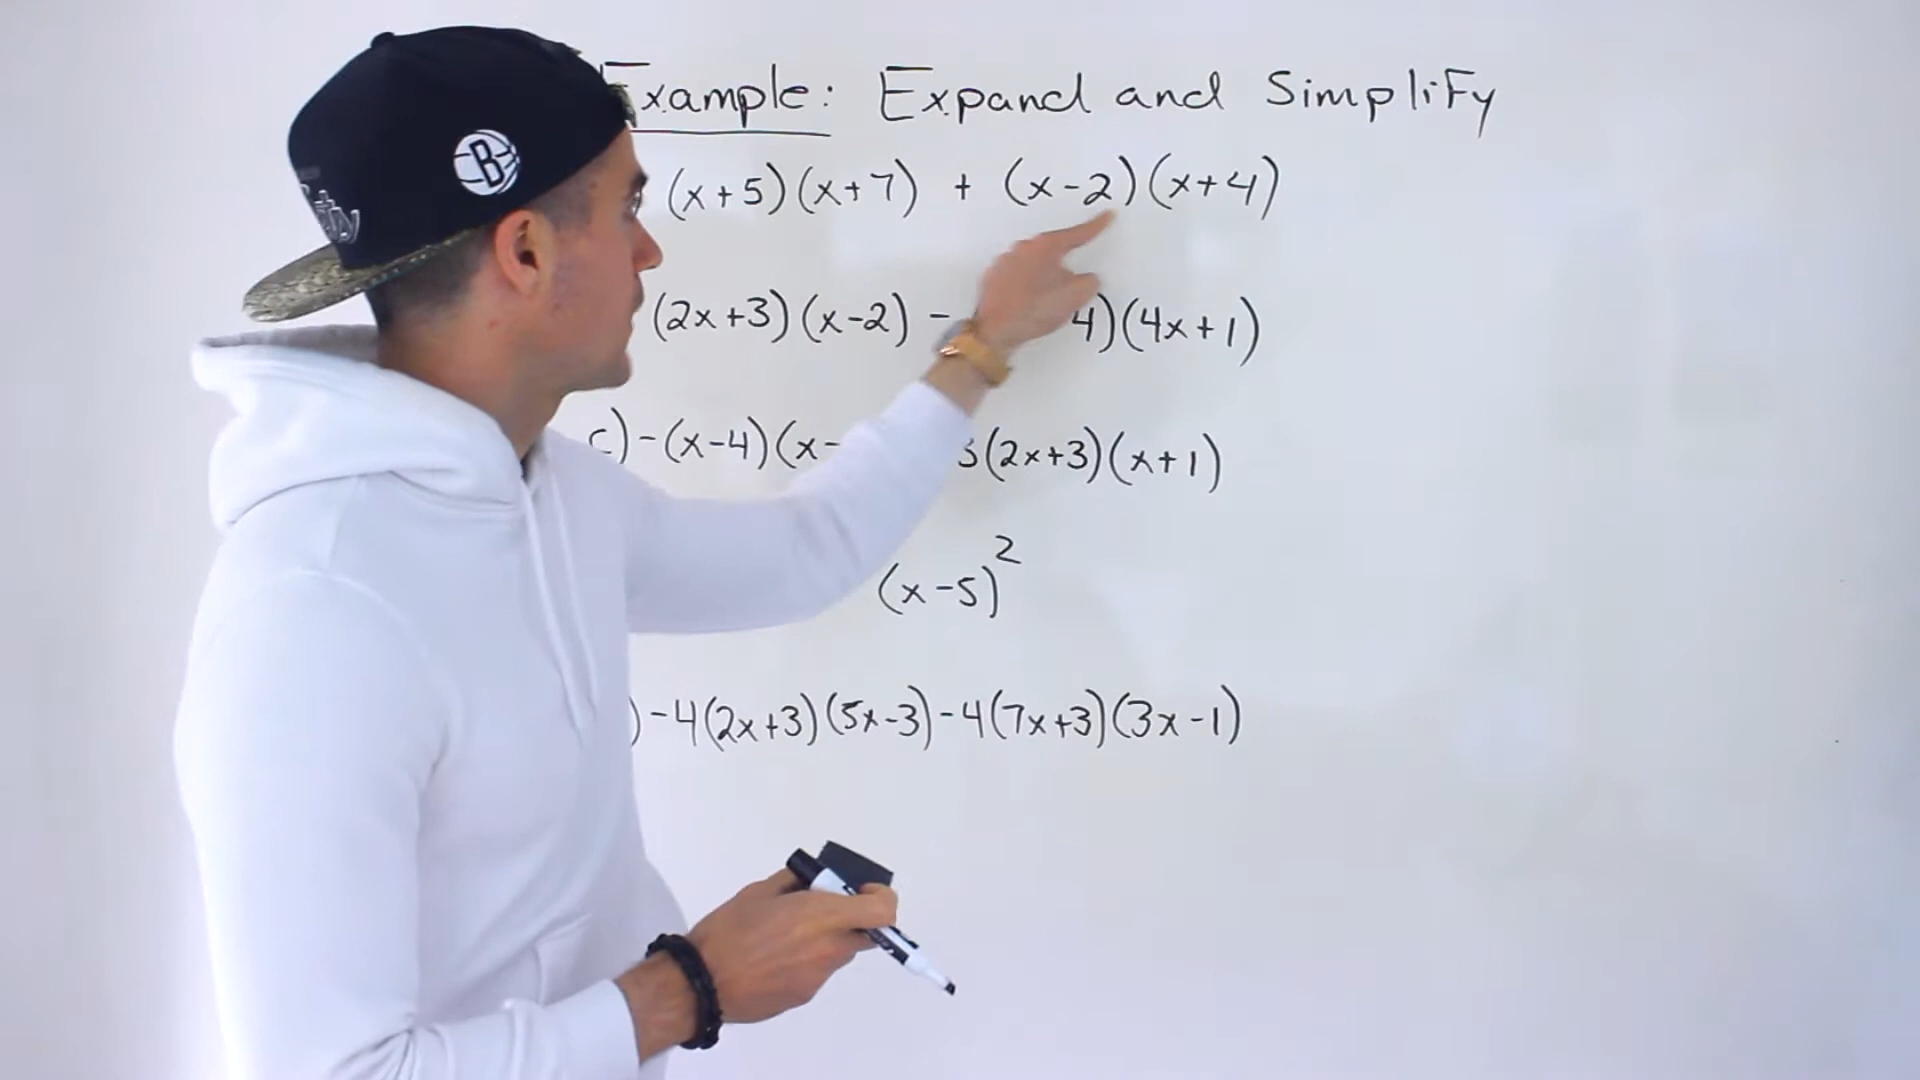 Example: Expand and Simplify
(x+5)(x+7) + (x-2)(x+4)
(2x+3)(x-2) - 4)(4x+1)
c) -(x-4)(x- 3(2x+3)(x+1)
(x-5)²
) -4(2x+3)(5x-3) -4(7x+3)(3x-1)
B